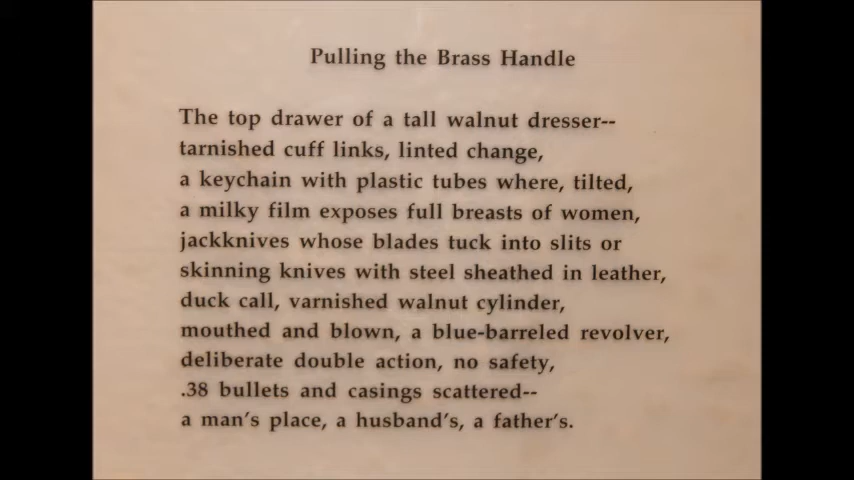 Pulling the Brass Handle
The top drawer of a tall walnut dresser--
tarnished cuff links, linted change,
a keychain with plastic tubes where, tilted,
a milky film exposes full breasts of women,
jackknives whose blades tuck into slits or
skinning knives with steel sheathed in leather,
duck call, varnished walnut cylinder,
mouthed and blown, a blue-barreled revolver,
deliberate double action, no safety,
.38 bullets and casings scattered--
a man's place, a husband's, a father's.